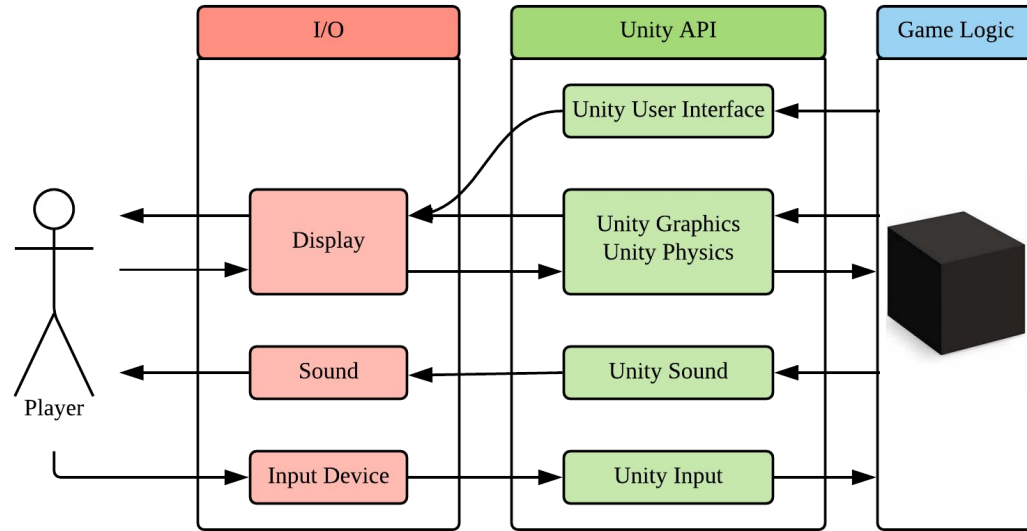 I/O
Unity API
Game Logic
Unity User Interface
Display
Unity Graphics
Unity Physics
Sound
Unity Sound
Player
Input Device
Unity Input